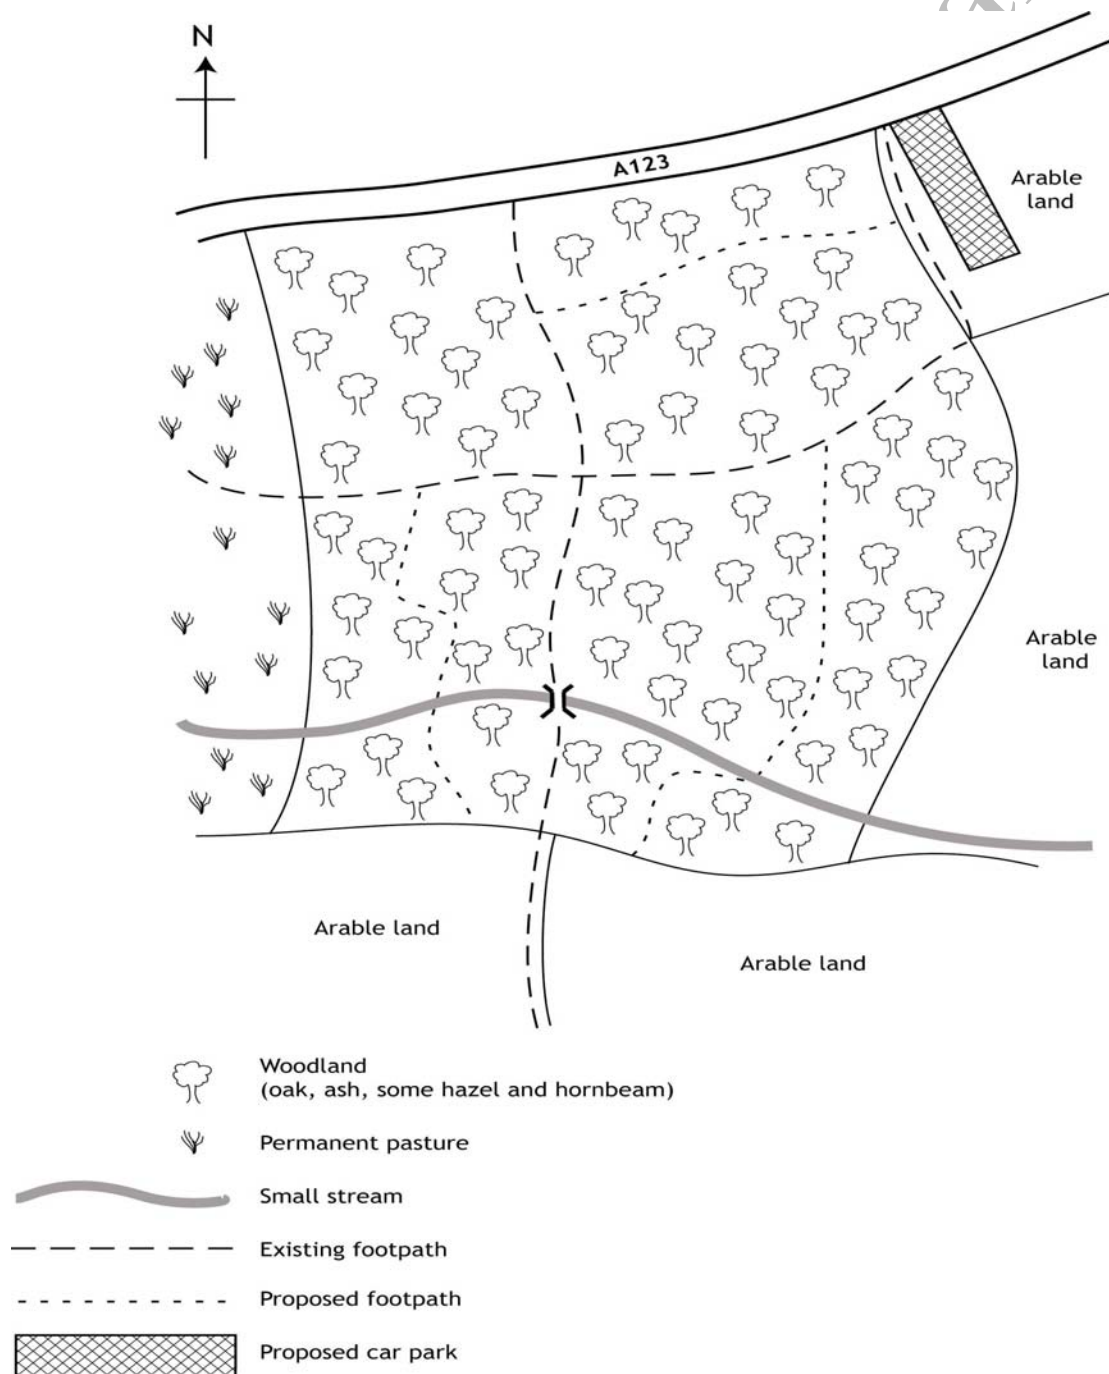 N
A123
Arable
land
Arable
land
Arable land
Arable land
Woodland
(oak, ash, some hazel and hornbeam)
Permanent pasture
Small stream
Existing footpath
Proposed footpath
Proposed car park